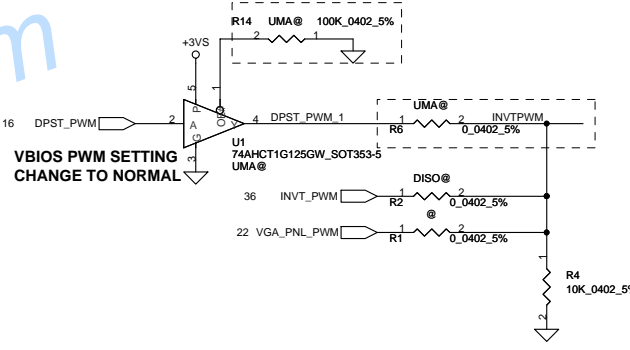 R14 UMA@ 100K_0402_5%
2 1
+3VS
5 1
P OE#
16 DPST_PWM 2 A Y 4 DPST_PWM_1
G
3
U1
74AHCT1G125GW_SOT353-5
UMA@
VBIOS PWM SETTING
CHANGE TO NORMAL
UMA@ INVTPWM
1 2
R6 0_0402_5%
DISO@
36 INVT_PWM 1 2
R2 0_0402_5%
@
22 VGA_PNL_PWM 1 2
R1 0_0402_5%
1
R4
10K_0402_5%
2